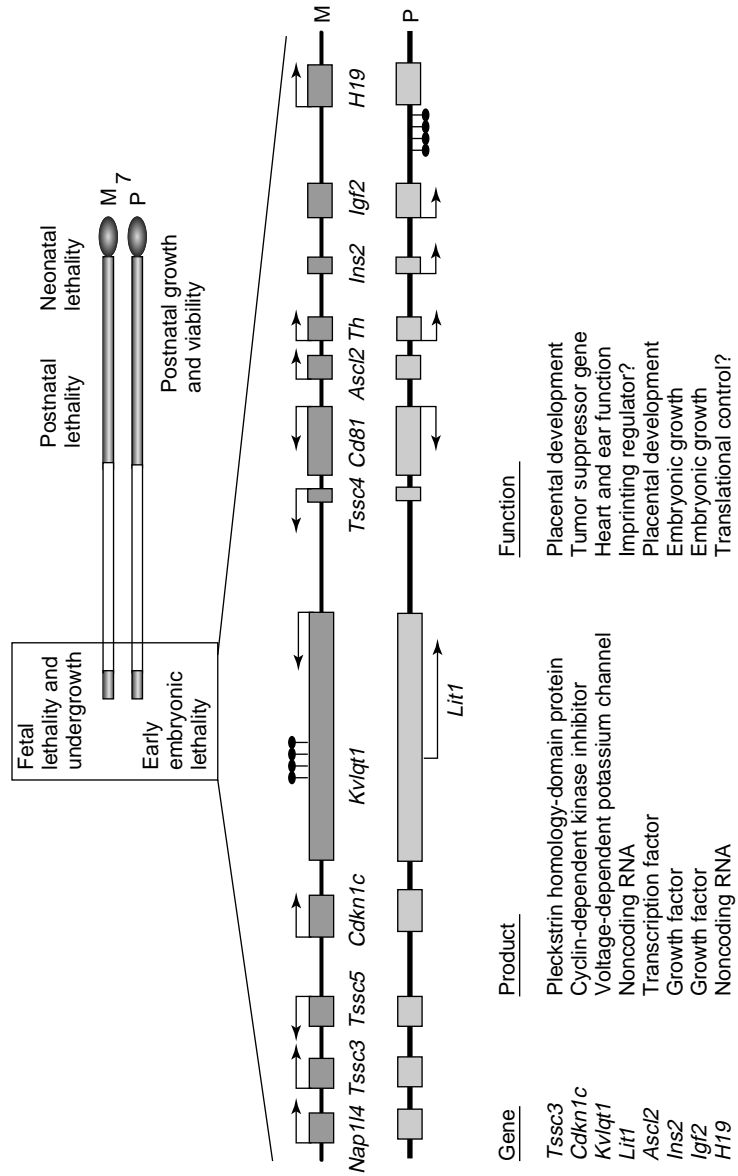 Fetal
lethality and
undergrowth
Postnatal
lethality
Neonatal
lethality
M
P
7
Early
embryonic
lethality
Postnatal growth
and viability
M
Nap1l4 Tssc3 Tssc5 Cdkn1c Kvlqt1 Tssc4 Cd81 Ascl2 Th Ins2 Igf2 H19
P
Lit1
Gene Product Function
Tssc3 Pleckstrin homology-domain protein Placental development
Cdkn1c Cyclin-dependent kinase inhibitor Tumor suppressor gene
Kvlqt1 Voltage-dependent potassium channel Heart and ear function
Lit1 Noncoding RNA Imprinting regulator?
Ascl2 Transcription factor Placental development
Ins2 Growth factor Embryonic growth
Igf2 Growth factor Embryonic growth
H19 Noncoding RNA Translational control?